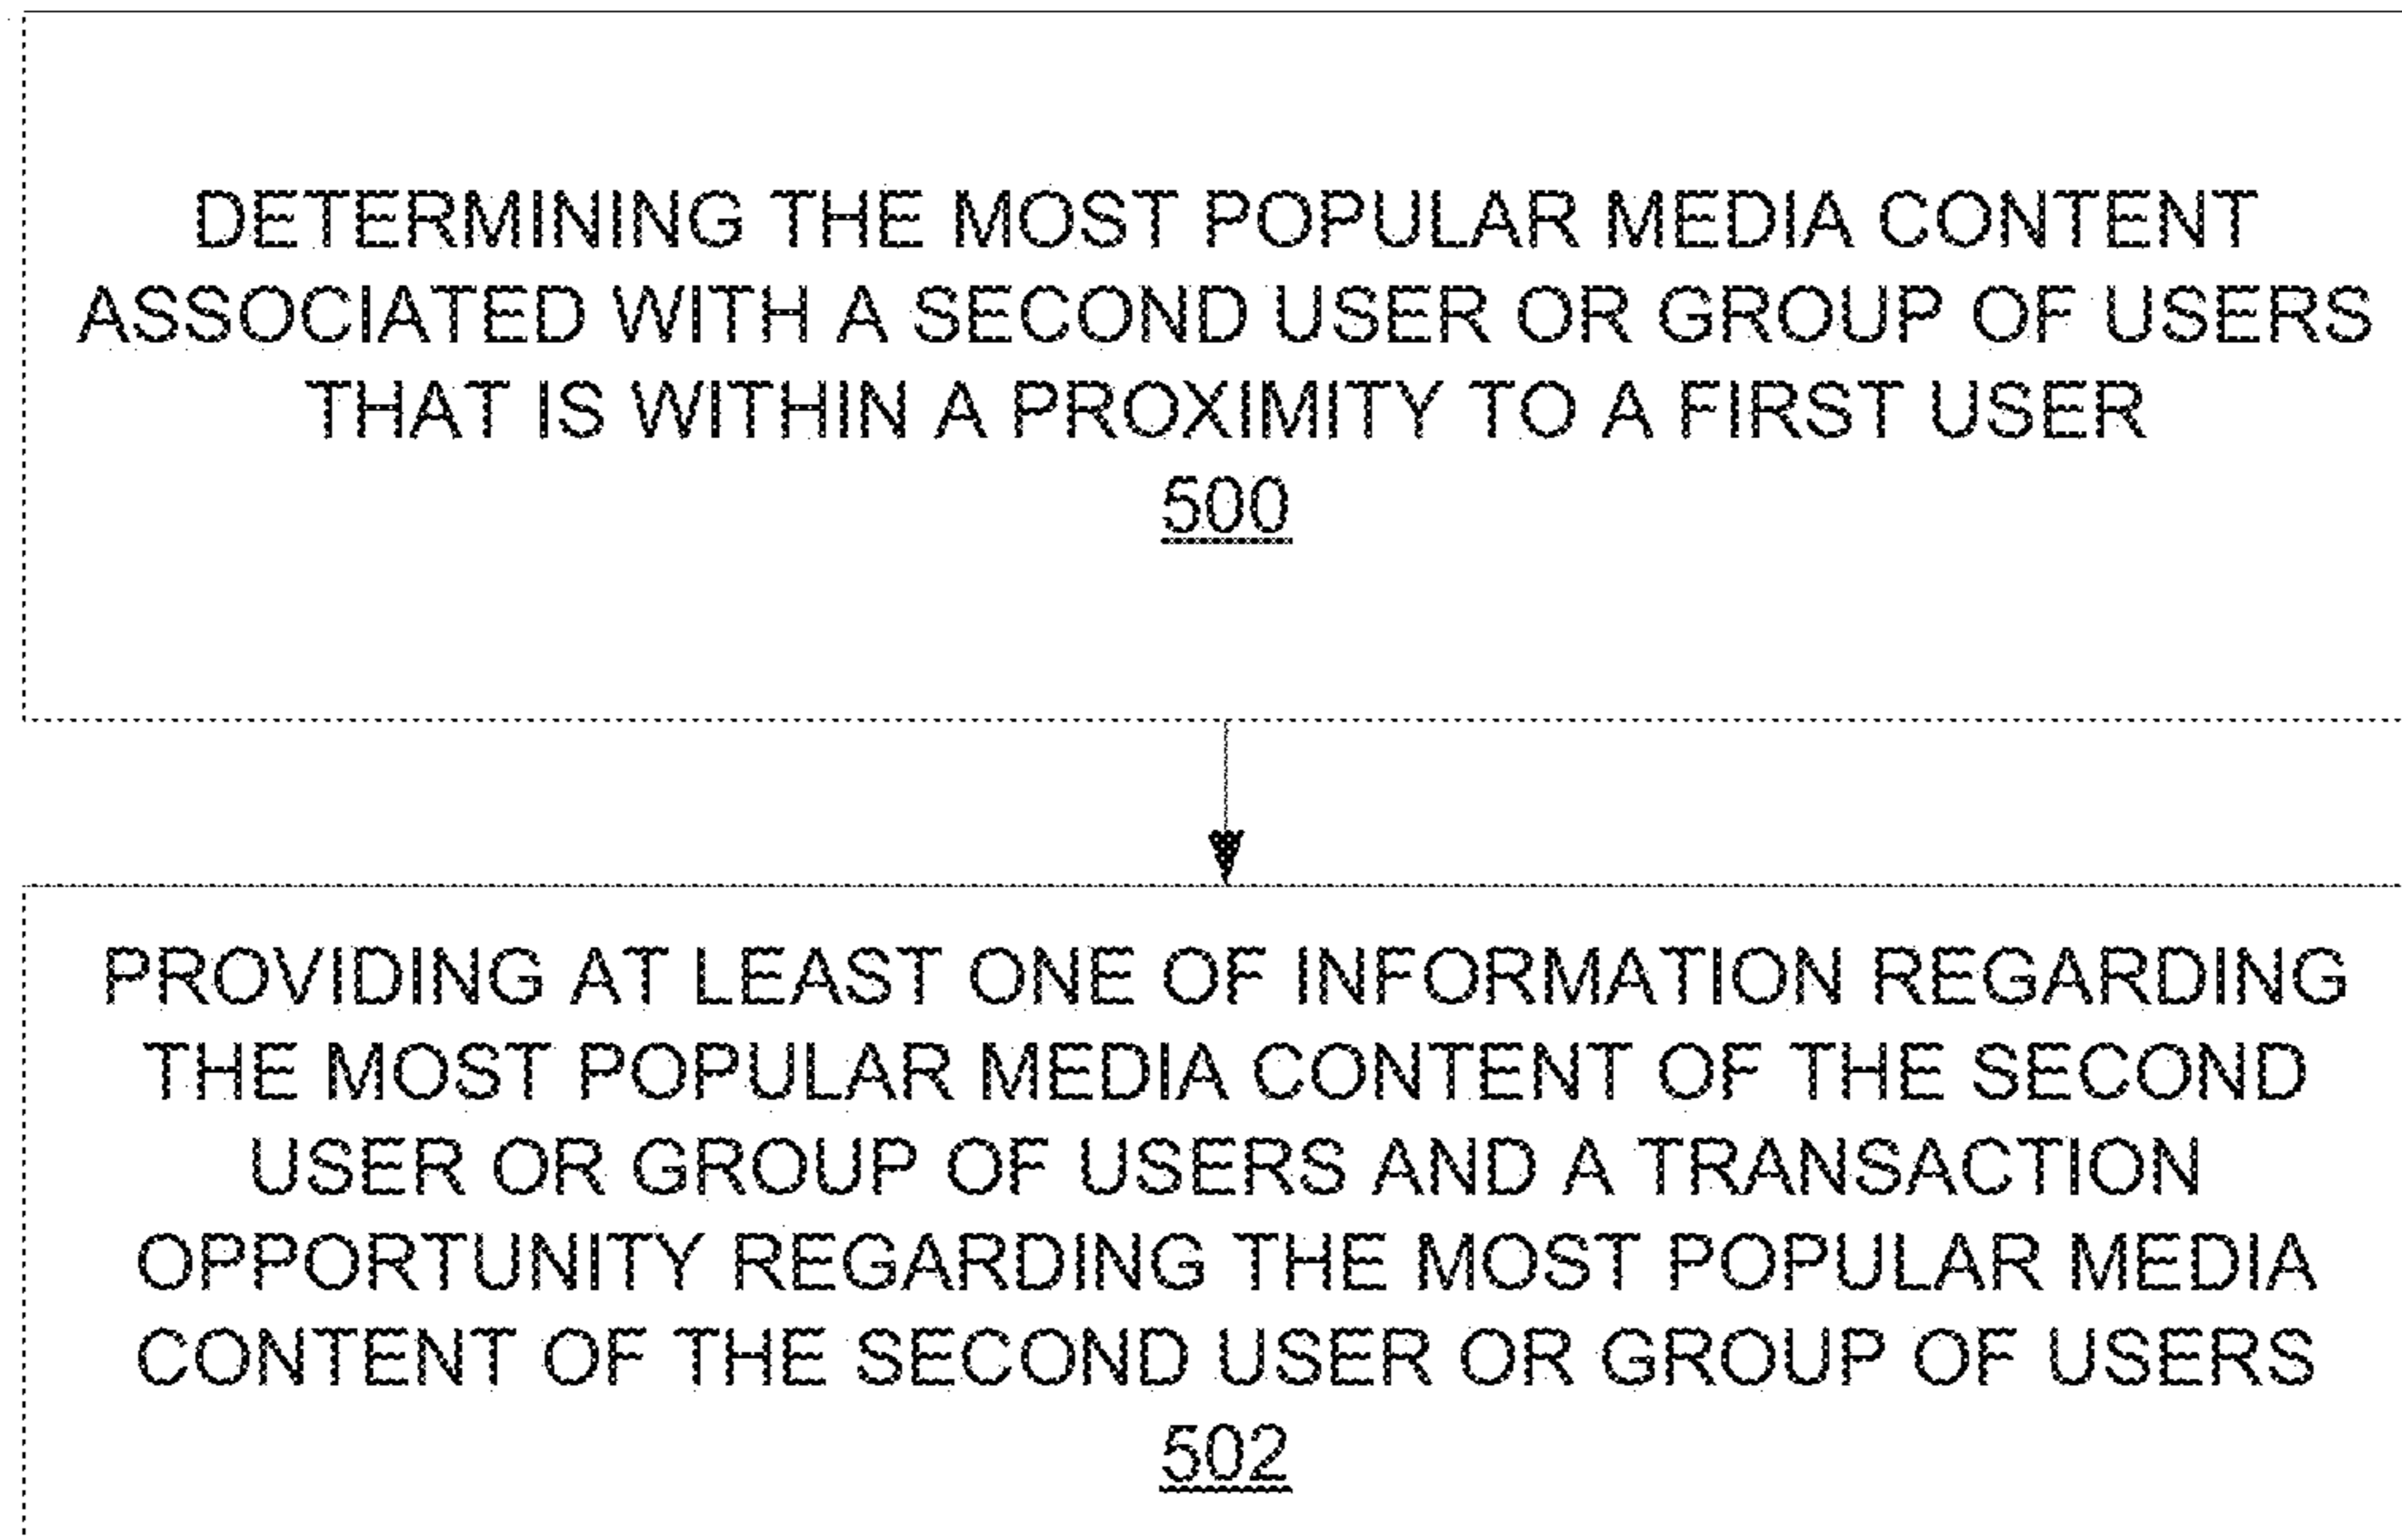 DETERMINING THE MOST POPULAR MEDIA CONTENT
ASSOCIATED WITH A SECOND USER OR GROUP OF USERS
THAT IS WITHIN A PROXIMITY TO A FIRST USER
500
PROVIDING AT LEAST ONE OF INFORMATION REGARDING
THE MOST POPULAR MEDIA CONTENT OF THE SECOND
USER OR GROUP OF USERS AND A TRANSACTION
OPPORTUNITY REGARDING THE MOST POPULAR MEDIA
CONTENT OF THE SECOND USER OR GROUP OF USERS
502